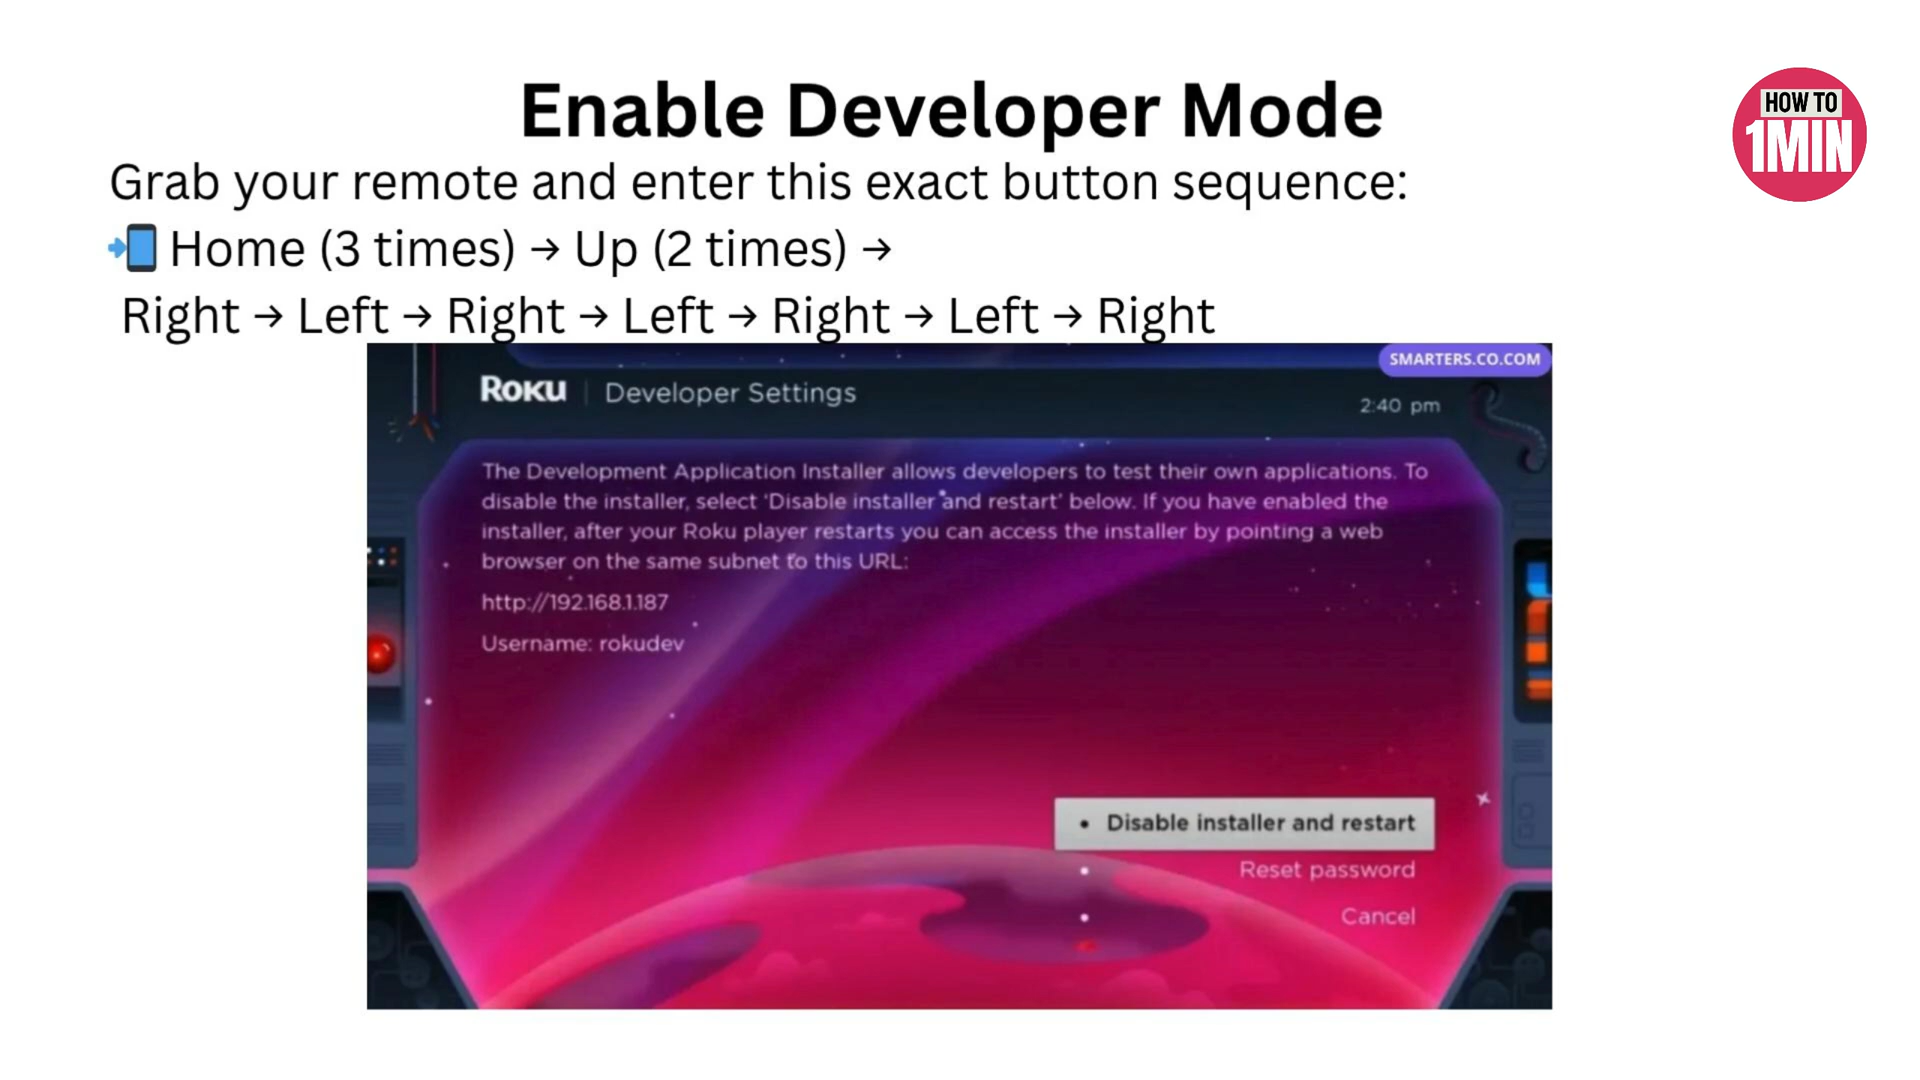 Enable Developer Mode
HOW TO
1MIN
Grab your remote and enter this exact button sequence:
📲 Home (3 times) → Up (2 times) →
Right → Left → Right → Left → Right → Left → Right
SMARTERS.CO.COM
Roku | Developer Settings
2:40 pm
The Development Application Installer allows developers to test their own applications. To
disable the installer, select 'Disable installer and restart' below. If you have enabled the
installer, after your Roku player restarts you can access the installer by pointing a web
browser on the same subnet to this URL:
http://192.168.1.187
Username: rokudev
• Disable installer and restart
• Reset password
• Cancel